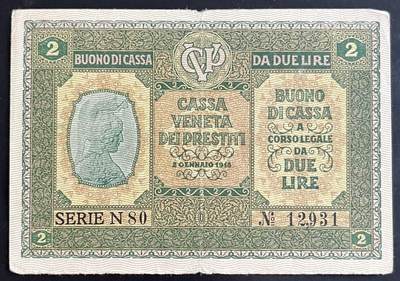 2 BUONO DI CASSA CVP DA DUE LIRE 2
CASSA
VENETA
DEI PRESTITI
2 GENNAIO 1918
BUONO
DI CASSA
A
CORSO LEGALE
DA
DUE
LIRE
SERIE N 80
No 12931
2 2